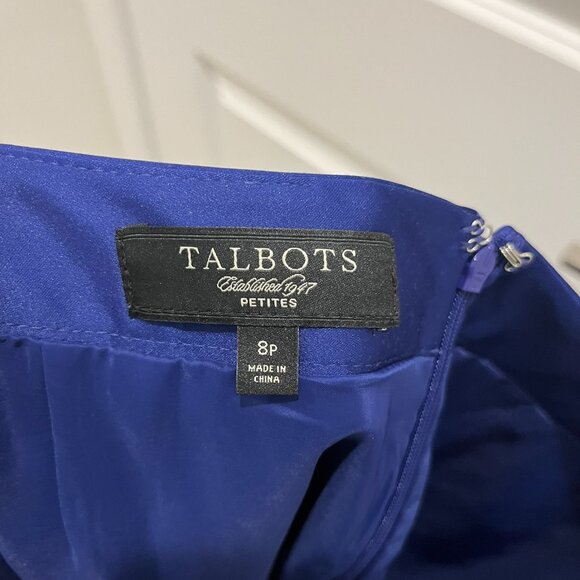 TALBOTS
Established 1947
PETITES
8P
MADE IN
CHINA